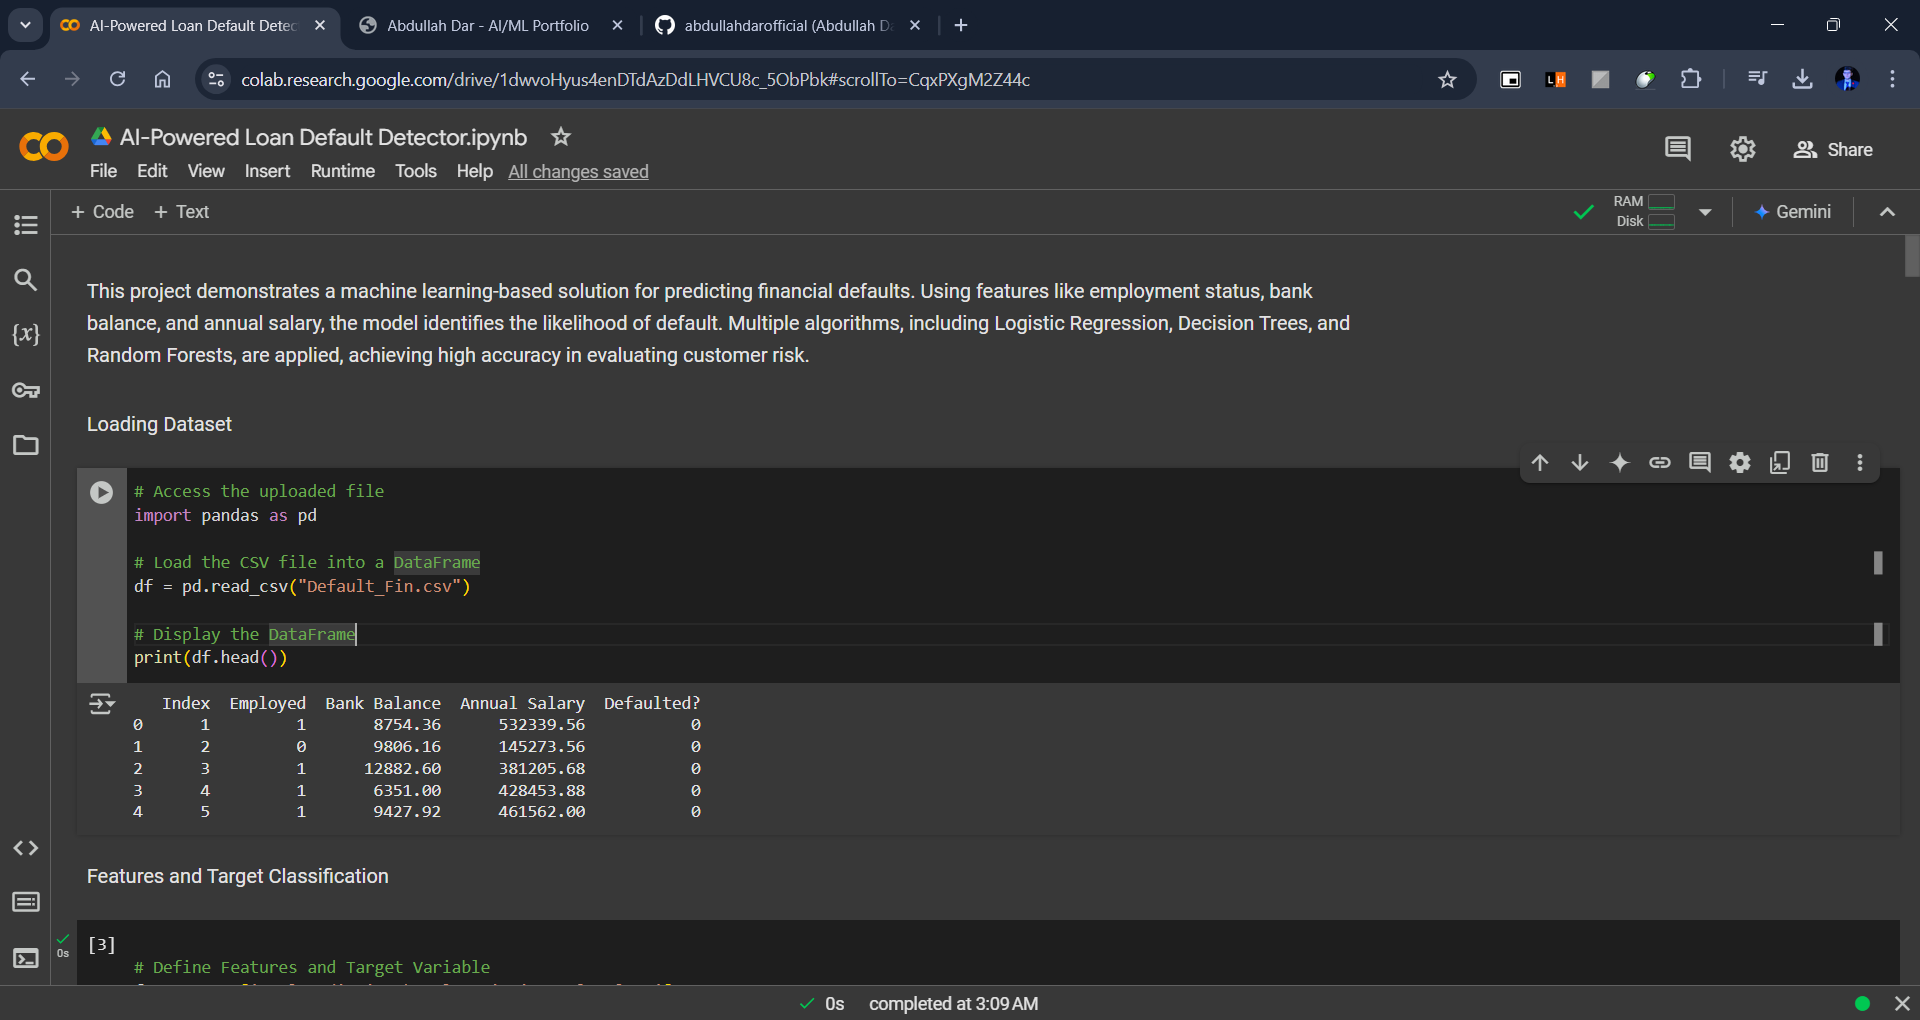 AI-Powered Loan Default Detec
Abdullah Dar - AI/ML Portfolio
abdullahdarofficial (Abdullah D
colab.research.google.com/drive/1dwvoHyus4enDTdAzDdLHVCU8c_5ObPbk#scrollTo=CqxPXgM2Z44c
AI-Powered Loan Default Detector.ipynb
File Edit View Insert Runtime Tools Help All changes saved
Share
+ Code + Text
RAM
Disk
Gemini
This project demonstrates a machine learning-based solution for predicting financial defaults. Using features like employment status, bank
balance, and annual salary, the model identifies the likelihood of default. Multiple algorithms, including Logistic Regression, Decision Trees, and
Random Forests, are applied, achieving high accuracy in evaluating customer risk.
Loading Dataset
# Access the uploaded file
import pandas as pd
# Load the CSV file into a DataFrame
df = pd.read_csv("Default_Fin.csv")
# Display the DataFrame
print(df.head())
Index Employed Bank Balance Annual Salary Defaulted?
0 1 1 8754.36 532339.56 0
1 2 0 9806.16 145273.56 0
2 3 1 12882.60 381205.68 0
3 4 1 6351.00 428453.88 0
4 5 1 9427.92 461562.00 0
Features and Target Classification
[3]
0s
# Define Features and Target Variable
0s completed at 3:09 AM